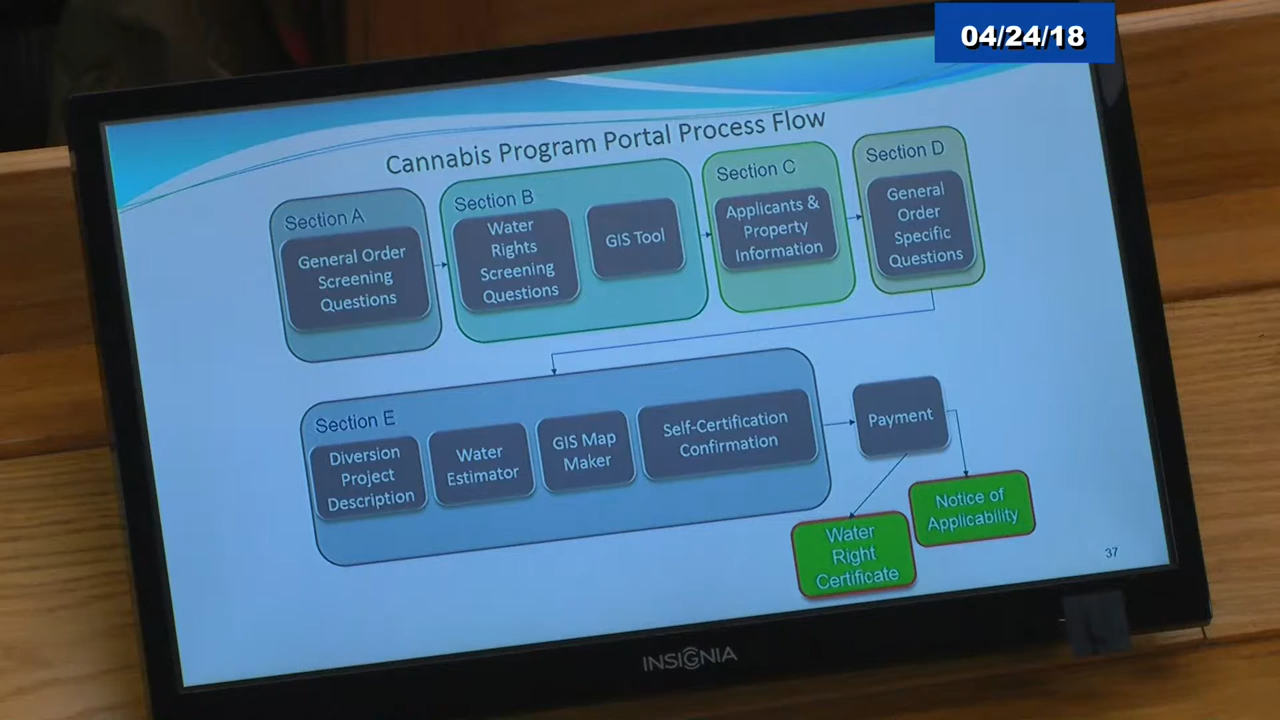 04/24/18
Cannabis Program Portal Process Flow
Section A
General Order
Screening
Questions
Section B
Water
Rights
Screening
Questions
GIS Tool
Section C
Applicants &
Property
Information
Section D
General
Order
Specific
Questions
Section E
Diversion
Project
Description
Water
Estimator
GIS Map
Maker
Self-Certification
Confirmation
Payment
Water
Right
Certificate
Notice of
Applicability
37
INSIGNIA